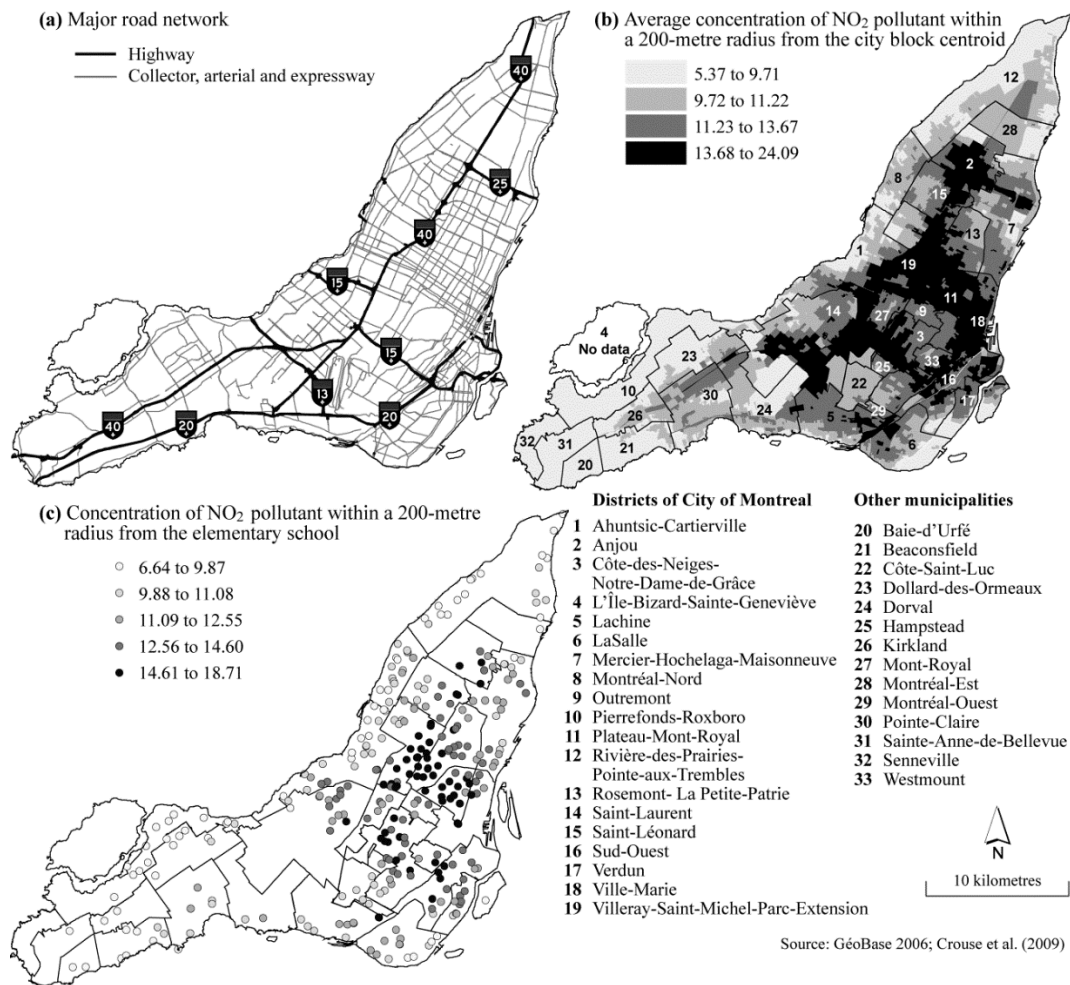 (a) Major road network
Highway
Collector, arterial and expressway
40
25
40
15
15
13
20
40
20
(b) Average concentration of NO₂ pollutant within
a 200-metre radius from the city block centroid
5.37 to 9.71
9.72 to 11.22
11.23 to 13.67
13.68 to 24.09
12
28
2
8
15
13
7
1
19
11
9
18
27
14
3
33
4
No data
23
25
16
22
10
30
24
17
29
26
5
6
32
31
21
20
(c) Concentration of NO₂ pollutant within a 200-metre
radius from the elementary school
6.64 to 9.87
9.88 to 11.08
11.09 to 12.55
12.56 to 14.60
14.61 to 18.71
Districts of City of Montreal
1 Ahuntsic-Cartierville
2 Anjou
3 Côte-des-Neiges-
Notre-Dame-de-Grâce
4 L'Île-Bizard-Sainte-Geneviève
5 Lachine
6 LaSalle
7 Mercier-Hochelaga-Maisonneuve
8 Montréal-Nord
9 Outremont
10 Pierrefonds-Roxboro
11 Plateau-Mont-Royal
12 Rivière-des-Prairies-
Pointe-aux-Trembles
13 Rosemont- La Petite-Patrie
14 Saint-Laurent
15 Saint-Léonard
16 Sud-Ouest
17 Verdun
18 Ville-Marie
19 Villeray-Saint-Michel-Parc-Extension
Other municipalities
20 Baie-d'Urfé
21 Beaconsfield
22 Côte-Saint-Luc
23 Dollard-des-Ormeaux
24 Dorval
25 Hampstead
26 Kirkland
27 Mont-Royal
28 Montréal-Est
29 Montréal-Ouest
30 Pointe-Claire
31 Sainte-Anne-de-Bellevue
32 Senneville
33 Westmount
N
10 kilometres
Source: GéoBase 2006; Crouse et al. (2009)